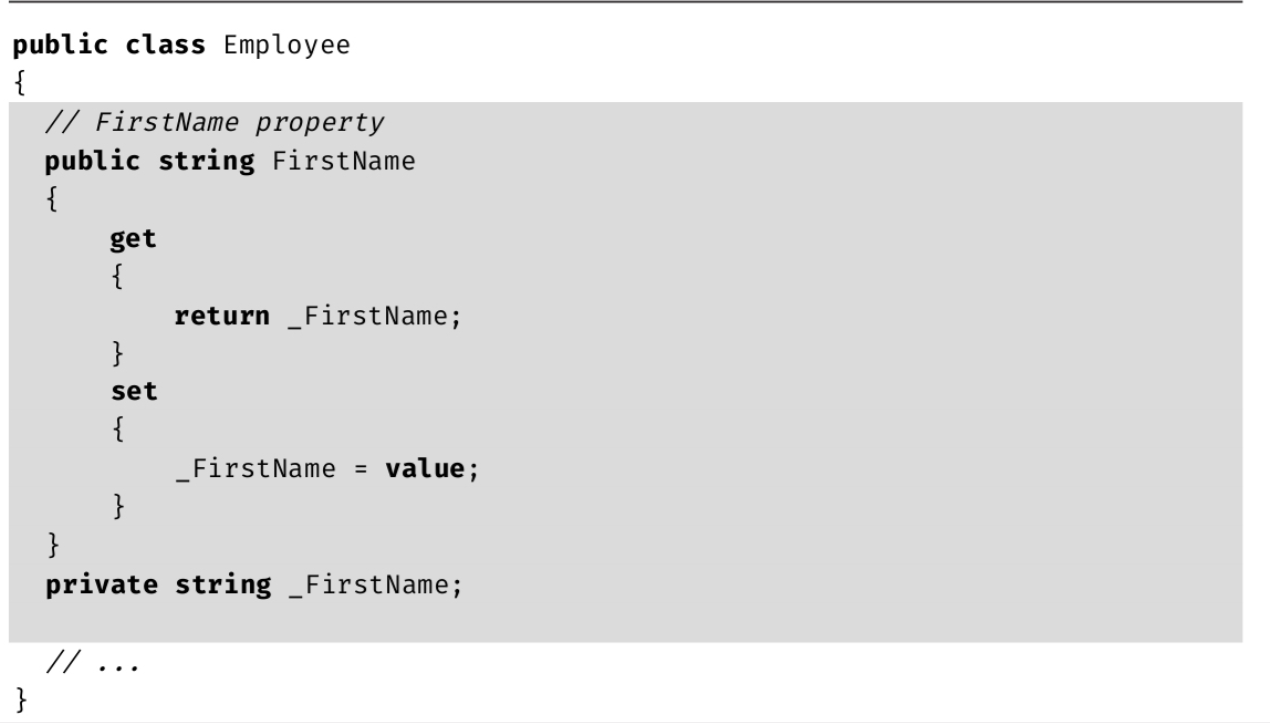 public class Employee
{
// FirstName property
public string FirstName
{
get
{
return _FirstName;
}
set
{
_FirstName = value;
}
}
private string _FirstName;
// ...
}